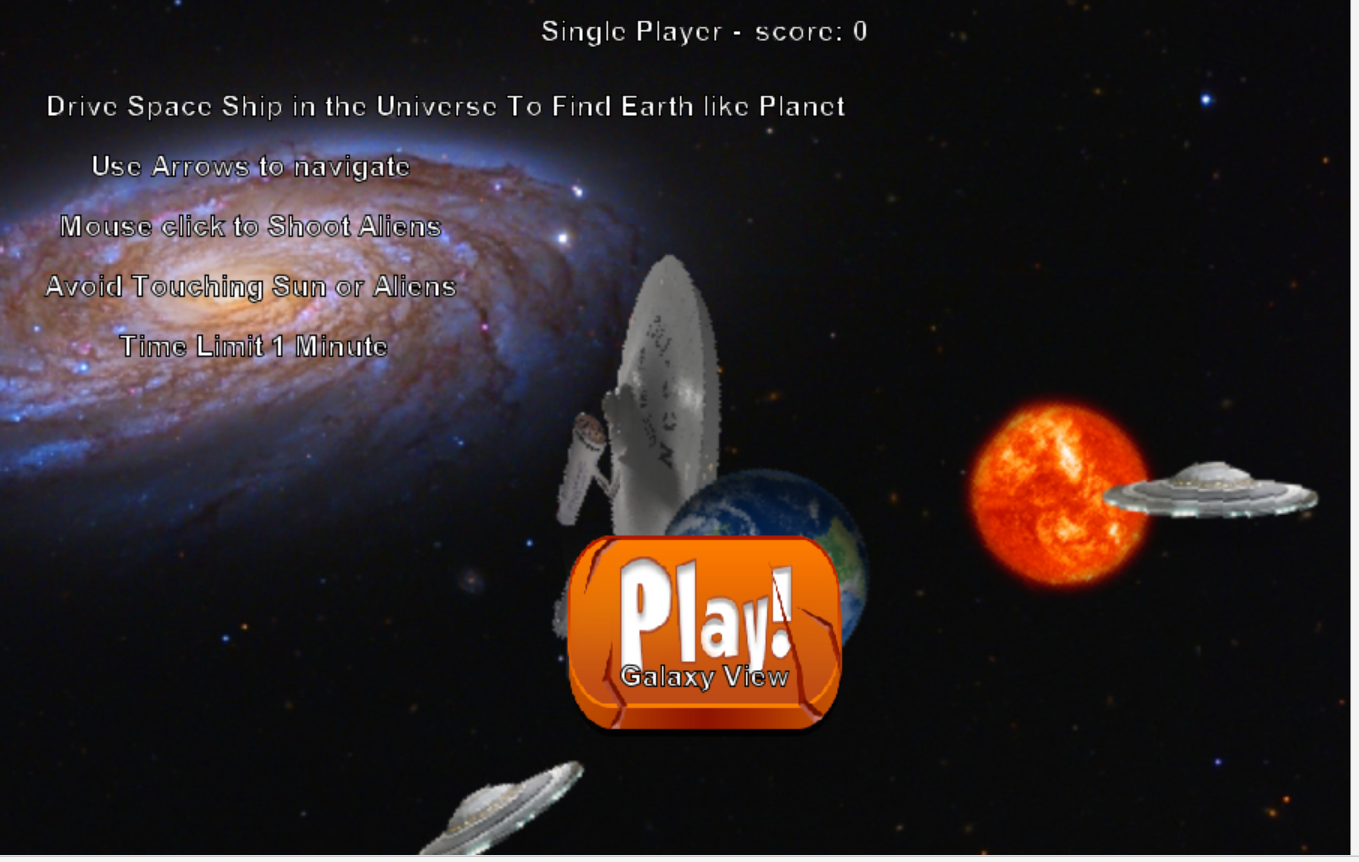 Single Player - score: 0
Drive Space Ship in the Universe To Find Earth like Planet
Use Arrows to navigate
Mouse click to Shoot Aliens
Avoid Touching Sun or Aliens
Time Limit 1 Minute
Play!
Galaxy View